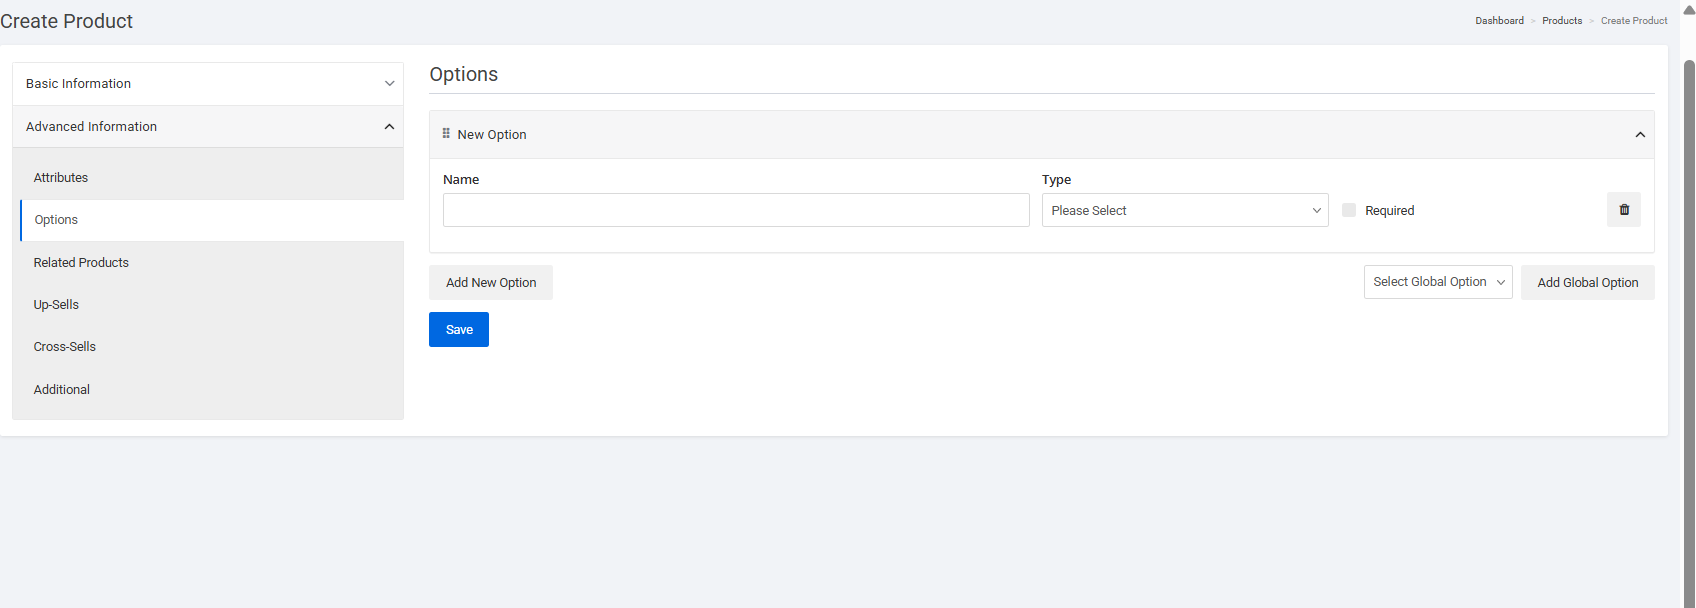 Create Product
Dashboard > Products > Create Product
Basic Information
Advanced Information
Attributes
Options
Related Products
Up-Sells
Cross-Sells
Additional
Options
New Option
Name
Type
Please Select
Required
Add New Option
Select Global Option
Add Global Option
Save